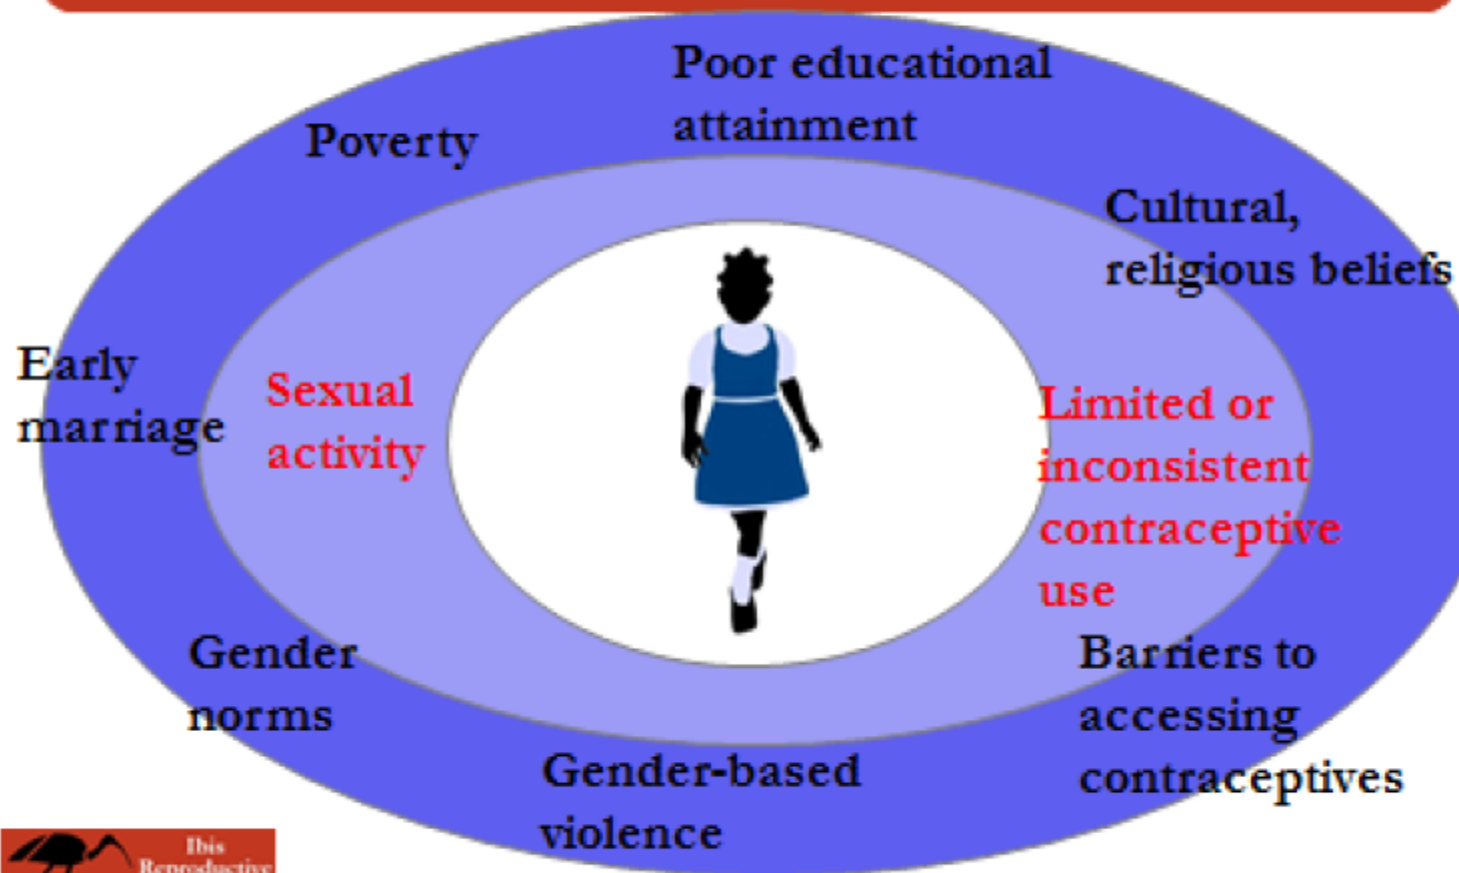 Poor educational
attainment
Poverty
Cultural,
religious beliefs
Early
marriage
Sexual
activity
Limited or
inconsistent
contraceptive
use
Gender
norms
Barriers to
accessing
contraceptives
Gender-based
violence
Ibis
Reproductive